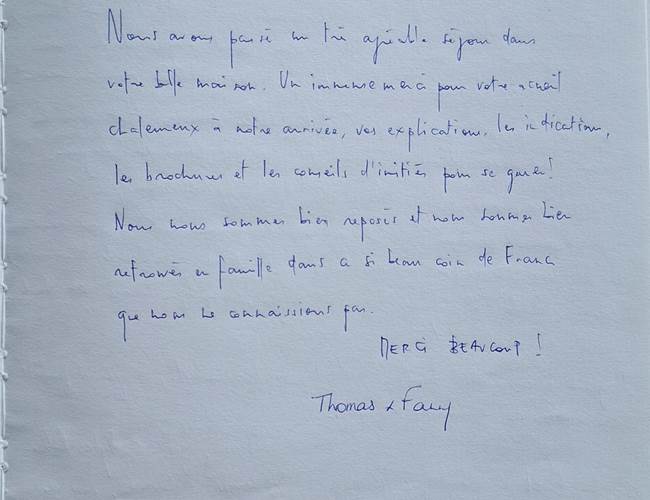 Nous avons passé un très agréable séjour dans
votre belle maison. Un immense merci pour votre accueil
chaleureux à notre arrivée, vos explications, les indications,
les brochures et les conseils d'initiés pour se garer!
Nous nous sommes bien reposés et nous sommes bien
retrouvés en famille dans ce si beau coin de France
que nous ne connaissions pas.
MERCI BEAUCOUP !
Thomas & Fany